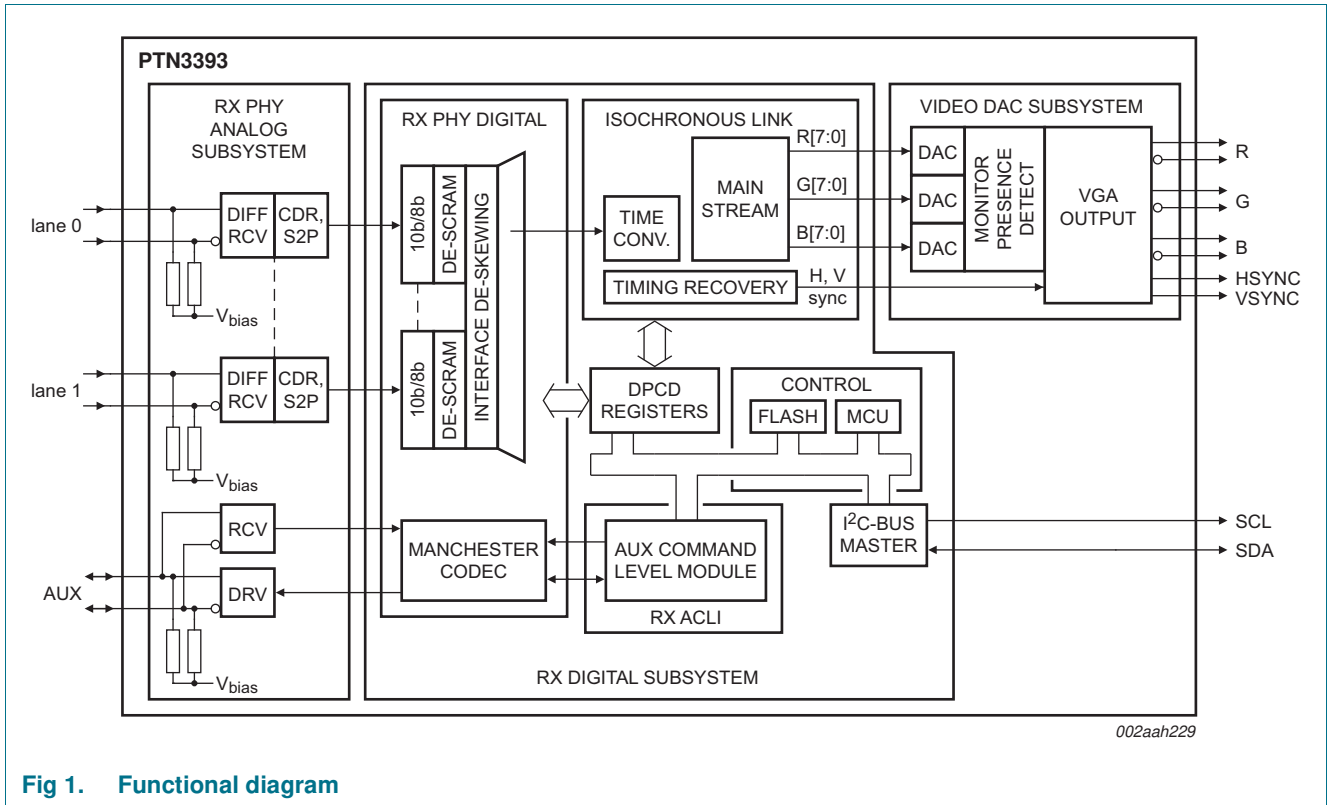 PTN3393
RX PHY
ANALOG
SUBSYSTEM
lane 0
DIFF
RCV
CDR,
S2P
Vbias
lane 1
DIFF
RCV
CDR,
S2P
Vbias
RCV
AUX
DRV
Vbias
RX PHY DIGITAL
10b/8b
DE-SCRAM
INTERFACE DE-SKEWING
10b/8b
DE-SCRAM
MANCHESTER
CODEC
ISOCHRONOUS LINK
TIME
CONV.
MAIN
STREAM
R[7:0]
G[7:0]
B[7:0]
TIMING RECOVERY
H, V
sync
DPCD
REGISTERS
CONTROL
FLASH
MCU
AUX COMMAND
LEVEL MODULE
RX ACLI
I2C-BUS
MASTER
RX DIGITAL SUBSYSTEM
VIDEO DAC SUBSYSTEM
DAC
DAC
DAC
MONITOR
PRESENCE
DETECT
VGA
OUTPUT
R
G
B
HSYNC
VSYNC
SCL
SDA
002aah229
Fig 1. Functional diagram